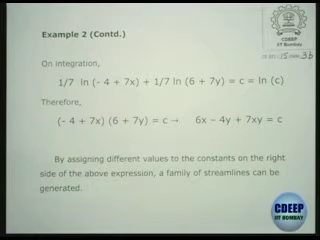 Example 2 (Contd.)
CDEEP
IIT Bombay
On integration,
1/7 ln (- 4 + 7x) + 1/7 ln (6 + 7y) = c = ln (c)
Therefore,
(- 4 + 7x) (6 + 7y) = c → 6x – 4y + 7xy = c
By assigning different values to the constants on the right
side of the above expression, a family of streamlines can be
generated.
CDEEP
IIT BOMBAY